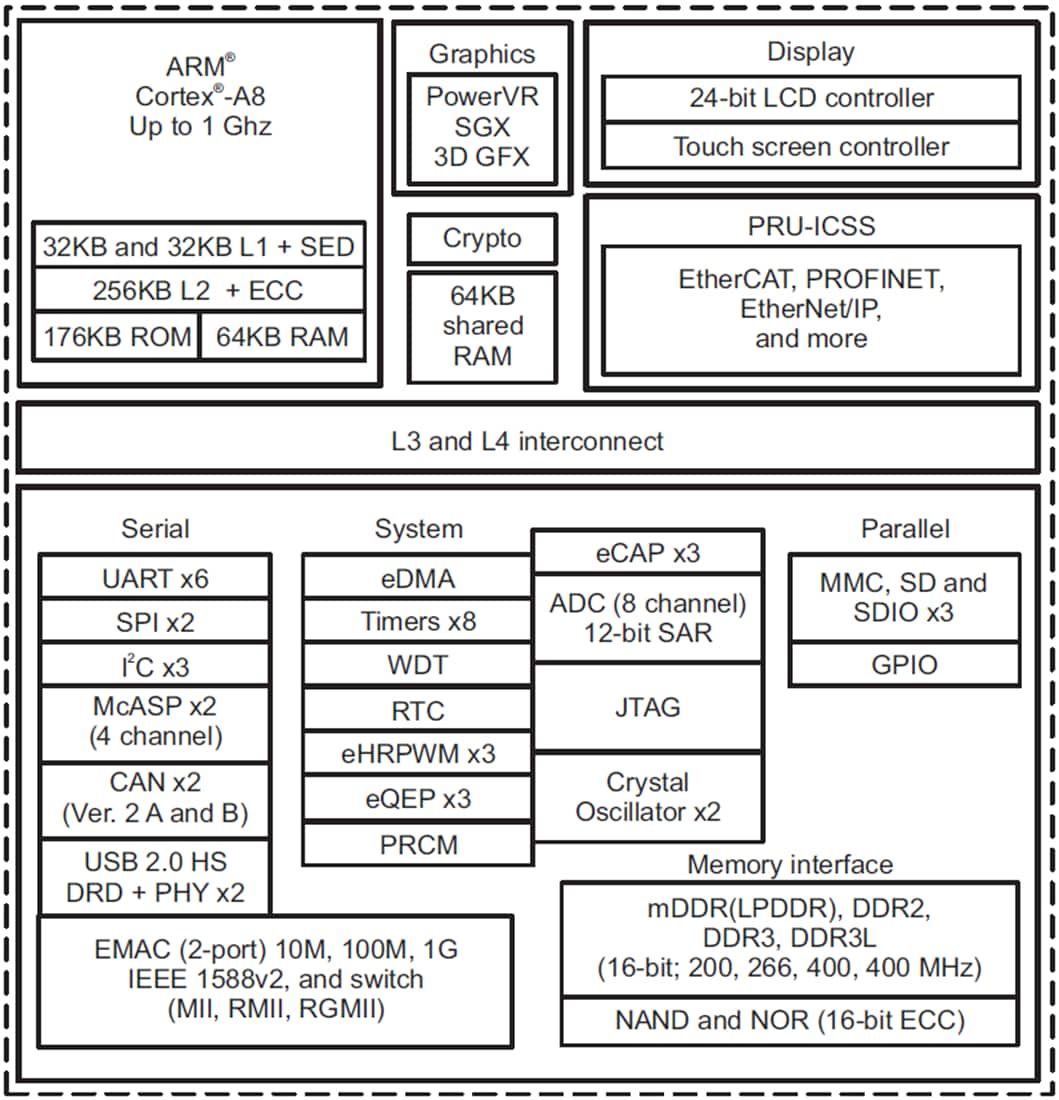 ARM®
Cortex®-A8
Up to 1 Ghz
32KB and 32KB L1 + SED
256KB L2 + ECC
176KB ROM
64KB RAM
Graphics
PowerVR
SGX
3D GFX
Crypto
64KB
shared
RAM
Display
24-bit LCD controller
Touch screen controller
PRU-ICSS
EtherCAT, PROFINET,
EtherNet/IP,
and more
L3 and L4 interconnect
Serial
UART x6
SPI x2
I²C x3
McASP x2
(4 channel)
CAN x2
(Ver. 2 A and B)
USB 2.0 HS
DRD + PHY x2
EMAC (2-port) 10M, 100M, 1G
IEEE 1588v2, and switch
(MII, RMII, RGMII)
System
eDMA
Timers x8
WDT
RTC
eHRPWM x3
eQEP x3
PRCM
eCAP x3
ADC (8 channel)
12-bit SAR
JTAG
Crystal
Oscillator x2
Parallel
MMC, SD and
SDIO x3
GPIO
Memory interface
mDDR(LPDDR), DDR2,
DDR3, DDR3L
(16-bit; 200, 266, 400, 400 MHz)
NAND and NOR (16-bit ECC)